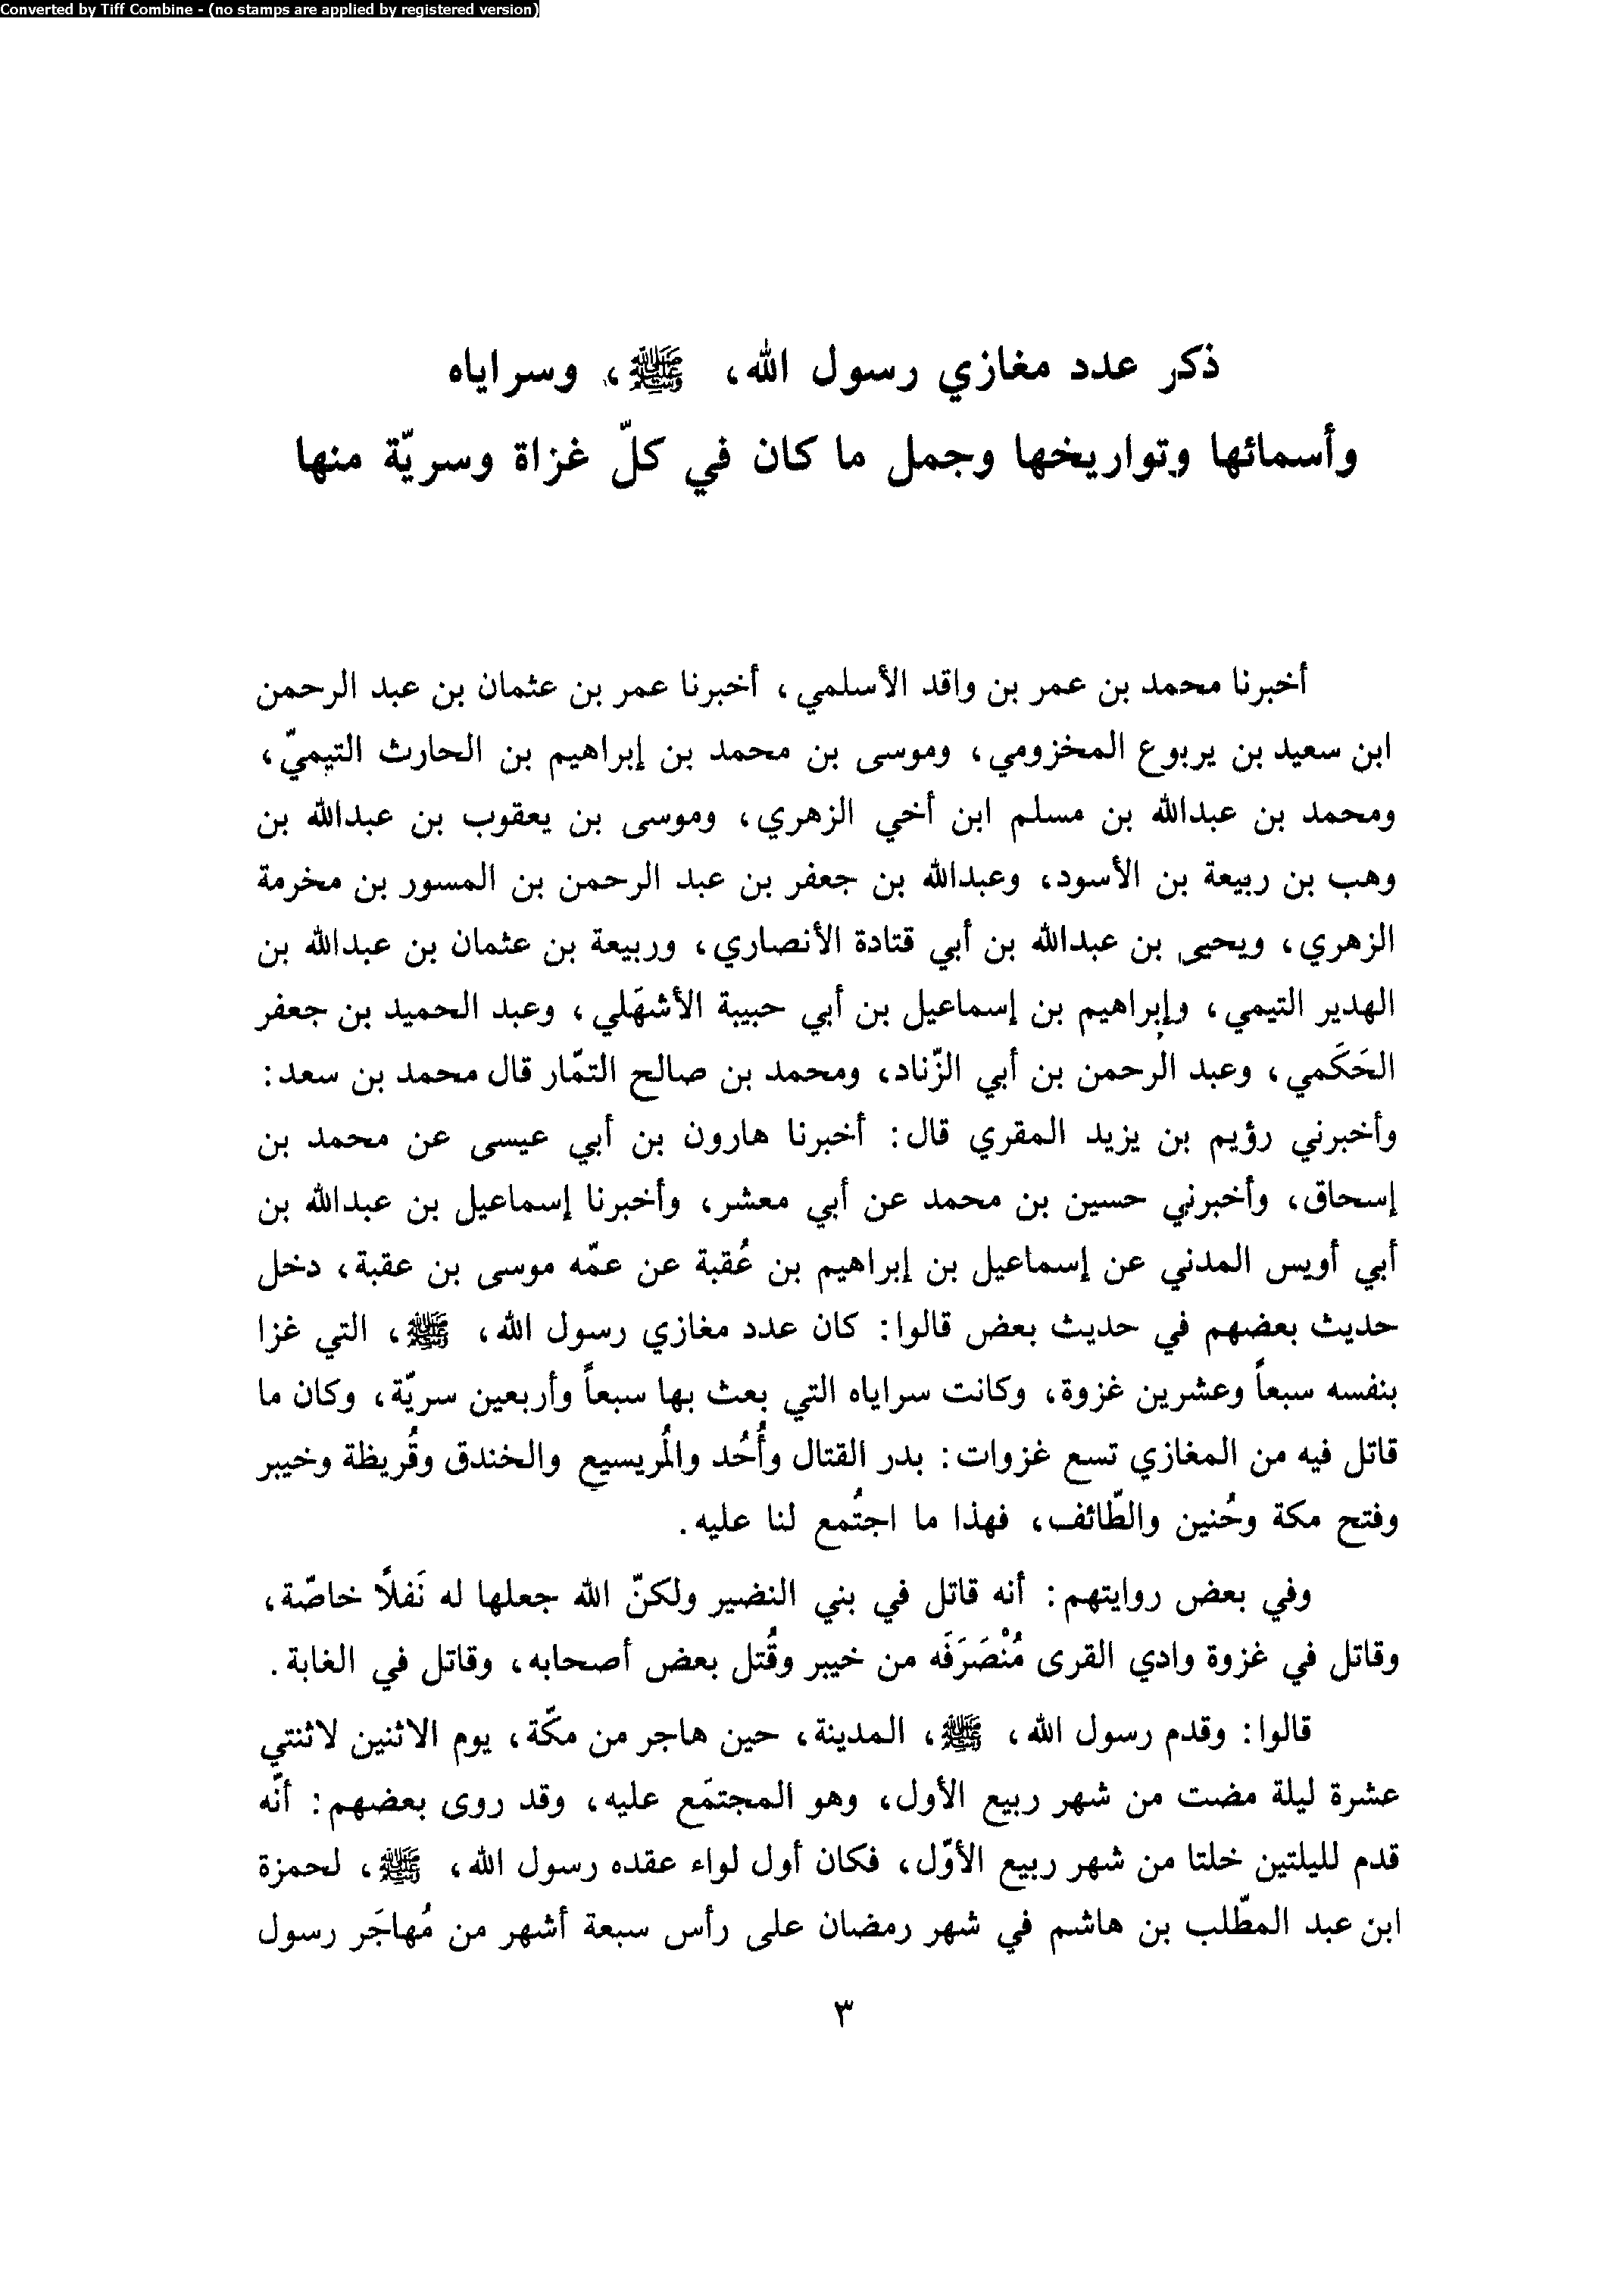 Converted by Tiff Combine - (no stamps are applied by registered version)
ذكر عدد مغازي رسول الله، ﷺ، وسراياه
وأسمائها وتواريخها وجمل ما كان في كلّ غزاة وسريّة منها
أخبرنا محمد بن عمر بن واقد الأسلمي، أخبرنا عمر بن عثمان بن عبد الرحمن
ابن سعيد بن يربوع المخزومي، وموسى بن محمد بن إبراهيم بن الحارث التيميّ،
ومحمد بن عبدالله بن مسلم ابن أخي الزهري، وموسى بن يعقوب بن عبدالله بن
وهب بن ربيعة بن الأسود، وعبدالله بن جعفر بن عبد الرحمن بن المسور بن مخرمة
الزهري، ويحيى بن عبدالله بن أبي قتادة الأنصاري، وربيعة بن عثمان بن عبدالله بن
الهدير التيمي، وإبراهيم بن إسماعيل بن أبي حبيبة الأشهَلي، وعبد الحميد بن جعفر
الحَكَمي، وعبد الرحمن بن أبي الزّناد، ومحمد بن صالح التمّار قال محمد بن سعد:
وأخبرني رؤيم بن يزيد المقري قال: أخبرنا هارون بن أبي عيسى عن محمد بن
إسحاق، وأخبرني حسين بن محمد عن أبي معشر، وأخبرنا إسماعيل بن عبدالله بن
أبي أويس المدني عن إسماعيل بن إبراهيم بن عُقبة عن عمّه موسى بن عقبة، دخل
حديث بعضهم في حديث بعض قالوا: كان عدد مغازي رسول الله، ﷺ، التي غزا
بنفسه سبعاً وعشرين غزوة، وكانت سراياه التي بعث بها سبعاً وأربعين سريّة، وكان ما
قاتل فيه من المغازي تسع غزوات: بدر القتال وأُحُد والمُريسيع والخندق وقُريظة وخيبر
وفتح مكة وحُنين والطّائف، فهذا ما اجتُمع لنا عليه.
وفي بعض روايتهم: أنه قاتل في بني النضير ولكنّ الله جعلها له نَفلاً خاصّة،
وقاتل في غزوة وادي القرى مُنْصَرَفَه من خيبر وقُتل بعض أصحابه، وقاتل في الغابة.
قالوا: وقدم رسول الله، ﷺ، المدينة، حين هاجر من مكّة، يوم الاثنين لاثنتي
عشرة ليلة مضت من شهر ربيع الأول، وهو المجتمَع عليه، وقد روى بعضهم: أنّه
قدم لليلتين خلتا من شهر ربيع الأوّل، فكان أول لواء عقده رسول الله، ﷺ، لحمزة
ابن عبد المطّلب بن هاشم في شهر رمضان على رأس سبعة أشهر من مُهاجَر رسول
٣